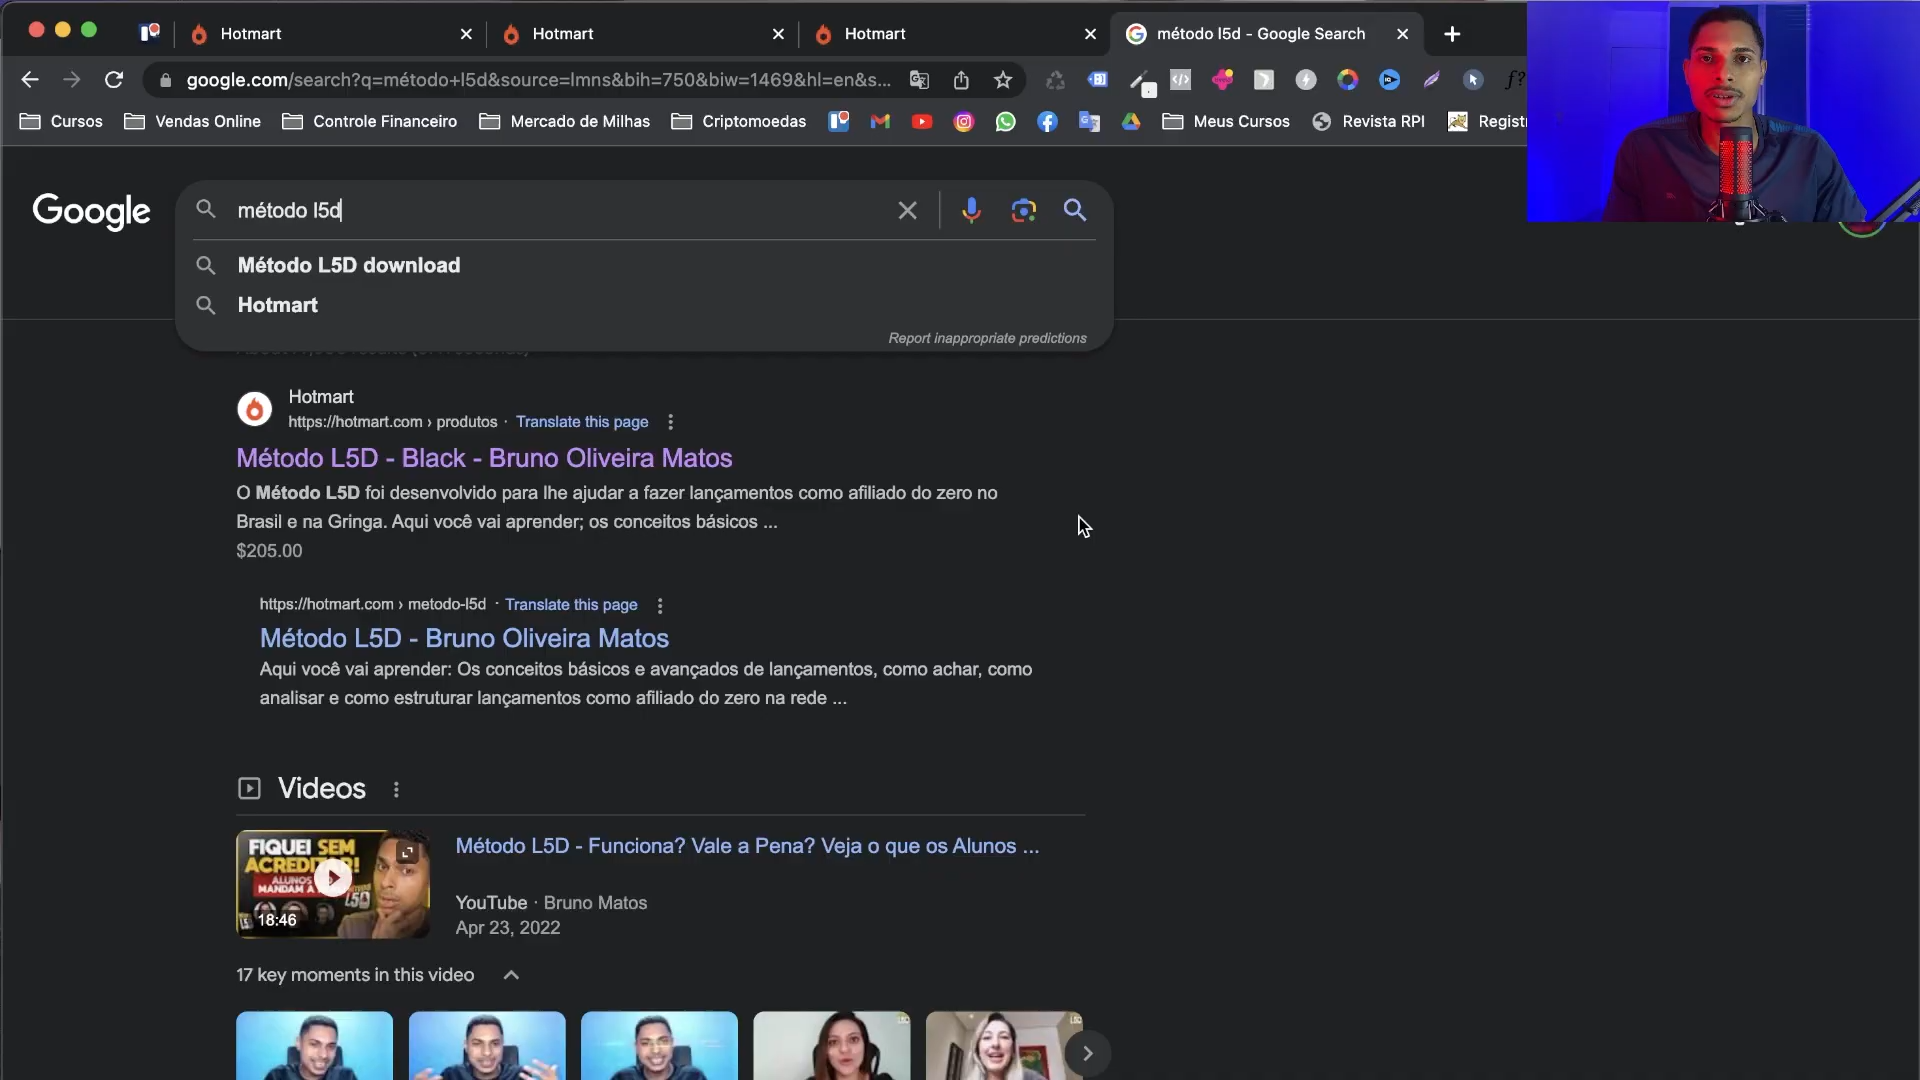 Hotmart
Hotmart
Hotmart
método l5d - Google Search
google.com/search?q=método+l5d&source=lmns&bih=750&biw=1469&hl=en&s...
f?
Cursos
Vendas Online
Controle Financeiro
Mercado de Milhas
Criptomoedas
Meus Cursos
Revista RPI
Registr
Google
método l5d
Método L5D download
Hotmart
Report inappropriate predictions
Hotmart
https://hotmart.com › produtos · Translate this page
Método L5D - Black - Bruno Oliveira Matos
O Método L5D foi desenvolvido para lhe ajudar a fazer lançamentos como afiliado do zero no
Brasil e na Gringa. Aqui você vai aprender; os conceitos básicos ...
$205.00
https://hotmart.com › metodo-l5d · Translate this page
Método L5D - Bruno Oliveira Matos
Aqui você vai aprender: Os conceitos básicos e avançados de lançamentos, como achar, como
analisar e como estruturar lançamentos como afiliado do zero na rede ...
Videos
FIQUEI SEM
ACREDITAR!
ALUNOS
MANDAM A
L5D
18:46
Método L5D - Funciona? Vale a Pena? Veja o que os Alunos ...
YouTube · Bruno Matos
Apr 23, 2022
17 key moments in this video